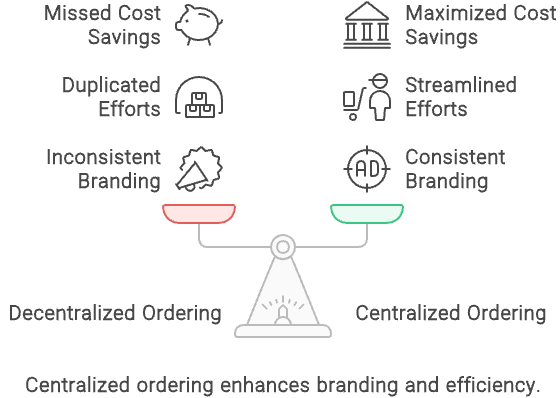 Missed Cost
Savings
Maximized Cost
Savings
Duplicated
Efforts
Streamlined
Efforts
Inconsistent
Branding
AD
Consistent
Branding
Decentralized Ordering
Centralized Ordering
Centralized ordering enhances branding and efficiency.